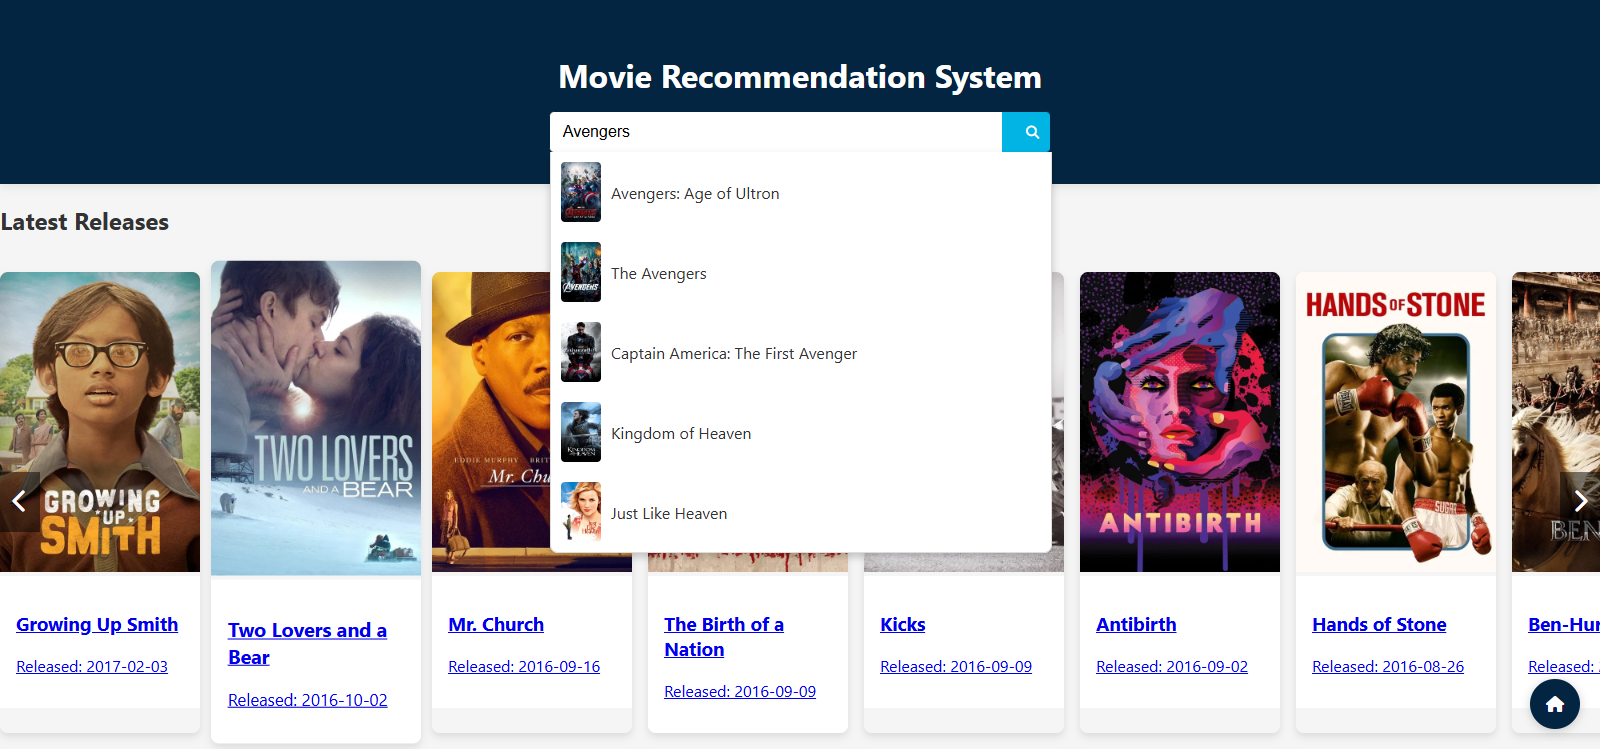 Movie Recommendation System
Avengers
Avengers: Age of Ultron
The Avengers
Captain America: The First Avenger
Kingdom of Heaven
Just Like Heaven
Latest Releases
GROWING
UP
SMITH
TWO LOVERS
AND A BEAR
EDDIE MURPHY
Mr. Chu
ANTIBIRTH
HANDS OF STONE
EVERLAST
SUGAR
BEN
Growing Up Smith
Released: 2017-02-03
Two Lovers and a
Bear
Released: 2016-10-02
Mr. Church
Released: 2016-09-16
The Birth of a
Nation
Released: 2016-09-09
Kicks
Released: 2016-09-09
Antibirth
Released: 2016-09-02
Hands of Stone
Released: 2016-08-26
Ben-Hur
Released: